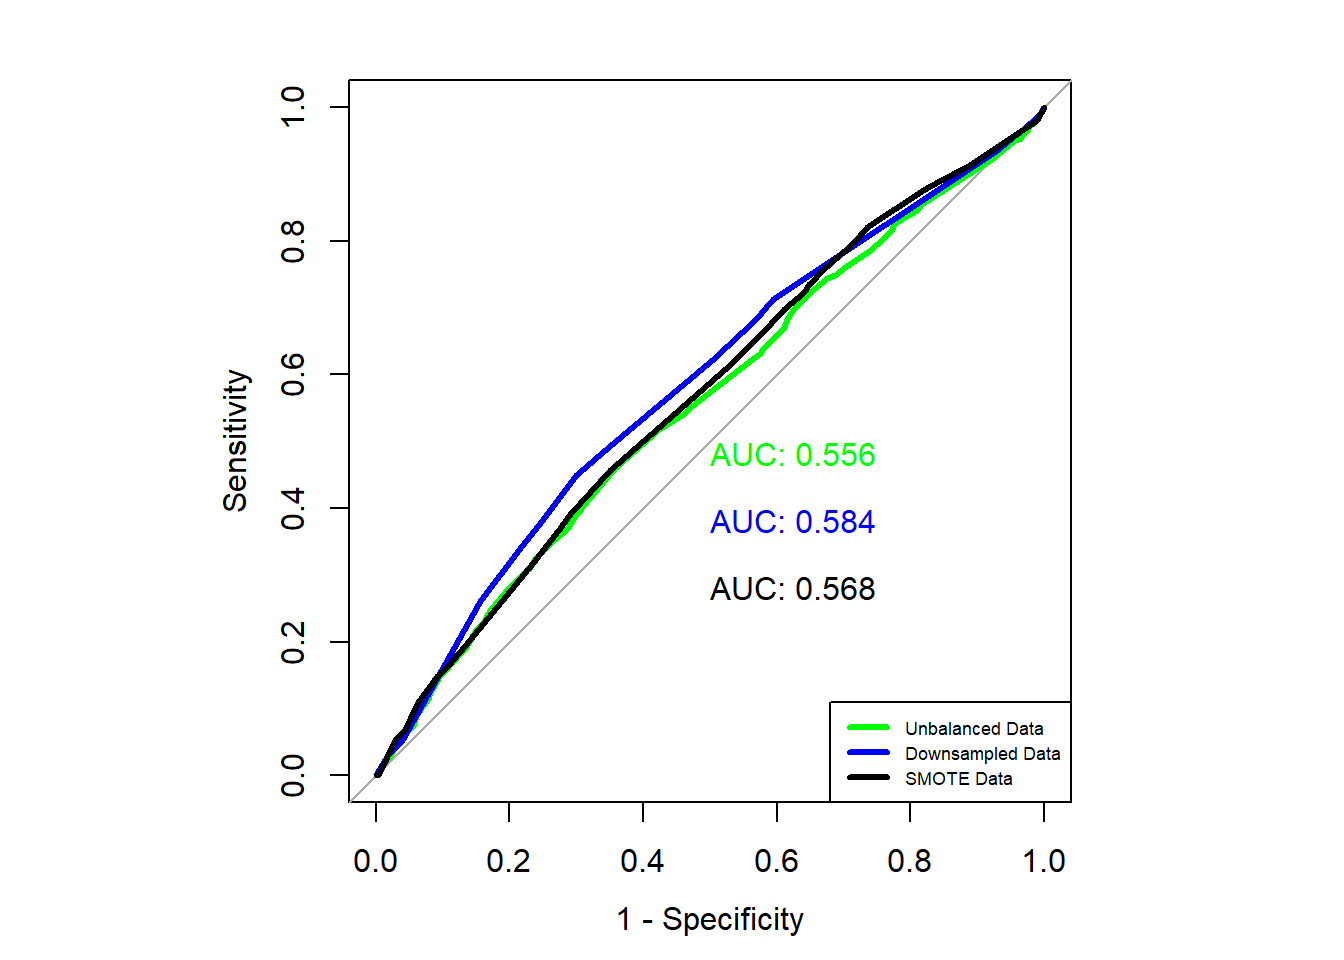 1.0
0.8
0.6
0.4
0.2
0.0
Sensitivity
AUC: 0.556
AUC: 0.584
AUC: 0.568
Unbalanced Data
Downsampled Data
SMOTE Data
0.0 0.2 0.4 0.6 0.8 1.0
1 - Specificity